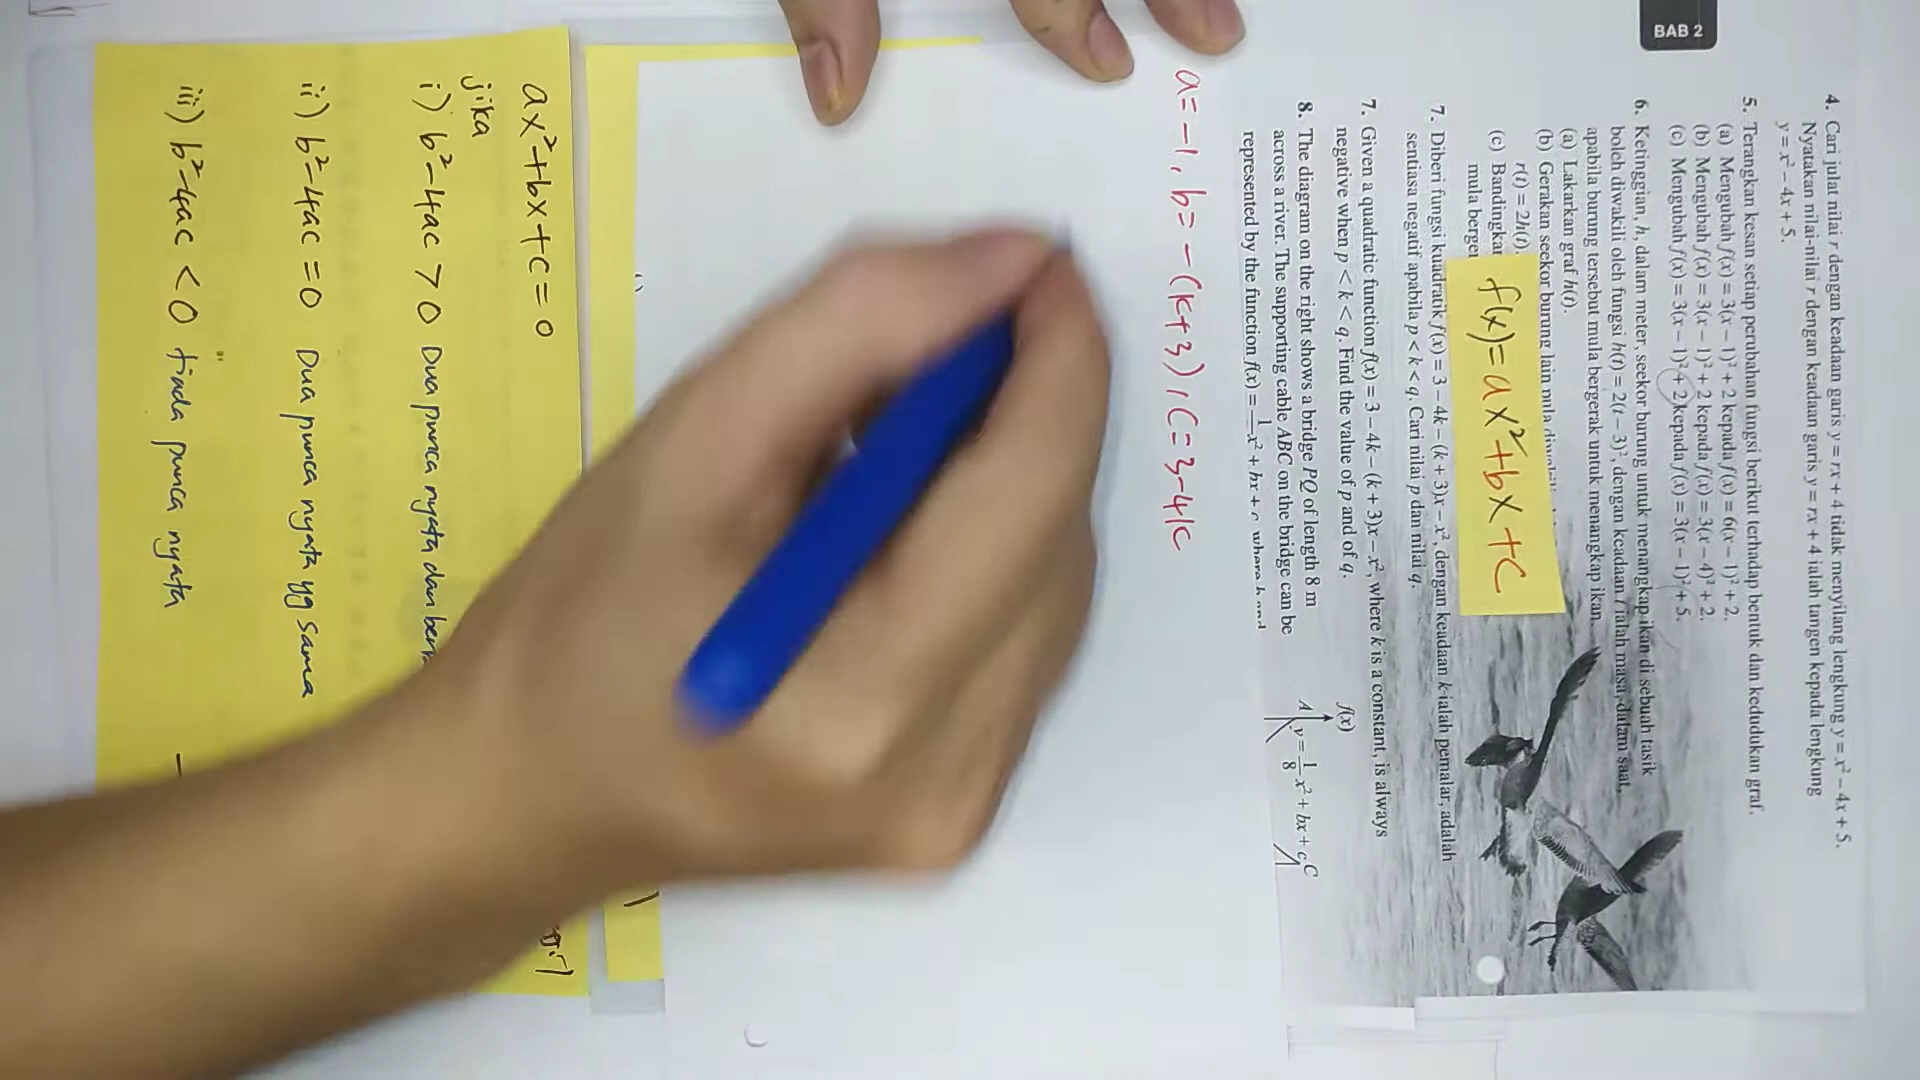 BAB 2
4. Cari julat nilai r dengan keadaan garis y = rx + 4 tidak menyilang lengkung y = x² – 4x + 5.
Nyatakan nilai-nilai r dengan keadaan garis y = rx + 4 ialah tangen kepada lengkung
y = x² – 4x + 5.
5. Terangkan kesan setiap perubahan fungsi berikut terhadap bentuk dan kedudukan graf.
(a) Mengubah f(x) = 3(x – 1)² + 2 kepada f(x) = 6(x – 1)² + 2.
(b) Mengubah f(x) = 3(x – 1)² + 2 kepada f(x) = 3(x – 4)² + 2.
(c) Mengubah f(x) = 3(x – 1)² + 2 kepada f(x) = 3(x – 1)² + 5.
6. Ketinggian, h, dalam meter, seekor burung untuk menangkap ikan di sebuah tasik
boleh diwakili oleh fungsi h(t) = 2(t – 3)², dengan keadaan t ialah masa, dalam saat,
apabila burung tersebut mula bergerak untuk menangkap ikan.
(a) Lakarkan graf h(t).
(b) Gerakan seekor burung lain pula
r(t) = 2h(t)
(c)
mula
f(x) = ax² + bx + c
7. Diberi fungsi kuadratik f(x) = 3 – 4k – (k + 3)x – x², dengan keadaan k ialah pemalar, adalah
sentiasa negatif apabila p < k < q. Cari nilai p dan nilai q.
7. Given a quadratic function f(x) = 3 – 4k – (k + 3)x – x², where k is a constant, is always
negative when p < k < q. Find the value of p and of q.
8. The diagram on the right shows a bridge PQ of length 8 m
across a river. The supporting cable ABC on the bridge can be
represented by the function f(x) = x² + bx + c where b and
f(x)
A
y = 1/8 x² + bx + c
C
a = -1, b = -(k+3), c = 3-4k
ax² + bx + c = 0
jika
i) b² - 4ac > 0 Dua punca nyata dan
ii) b² - 4ac = 0 Dua punca nyata yg sama
iii) b² - 4ac < 0 tiada punca nyata